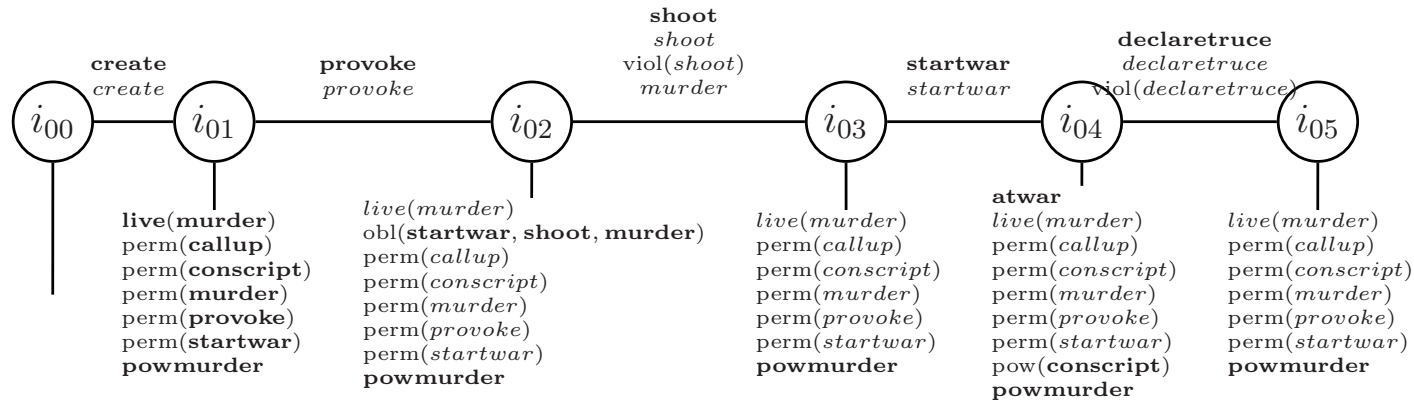 create
create
provoke
provoke
shoot
shoot
viol(shoot)
murder
startwar
startwar
declaretruce
declaretruce
viol(declaretruce)
i00
i01
i02
i03
i04
i05
live(murder)
perm(callup)
perm(conscript)
perm(murder)
perm(provoke)
perm(startwar)
powmurder
live(murder)
obl(startwar, shoot, murder)
perm(callup)
perm(conscript)
perm(murder)
perm(provoke)
perm(startwar)
powmurder
live(murder)
perm(callup)
perm(conscript)
perm(murder)
perm(provoke)
perm(startwar)
powmurder
atwar
live(murder)
perm(callup)
perm(conscript)
perm(murder)
perm(provoke)
perm(startwar)
pow(conscript)
powmurder
live(murder)
perm(callup)
perm(conscript)
perm(murder)
perm(provoke)
perm(startwar)
powmurder